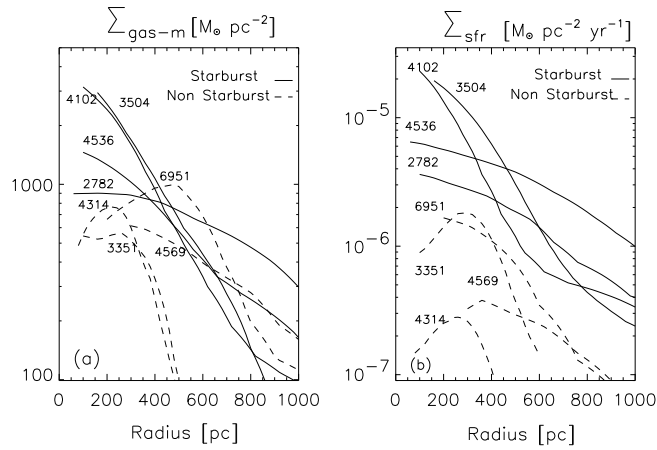 Σgas−m [M⊙ pc−2]
Starburst
Non Starburst
4102
3504
4536
6951
2782
4314
3351
4569
1000
100
(a)
0 200 400 600 800 1000
Radius [pc]
Σsfr [M⊙ pc−2 yr−1]
4102
Starburst
Non Starburst
3504
10−5
4536
2782
6951
10−6
3351
4569
4314
10−7
(b)
0 200 400 600 800 1000
Radius [pc]